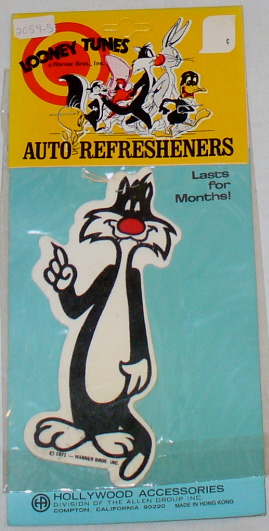 2059-5
LOONEY TUNES
© Warner Bros., Inc.
¢
AUTO REFRESHENERS
Lasts
for
Months!
© 1971 – WARNER BROS. INC.
HOLLYWOOD ACCESSORIES
DIVISION OF THE ALLEN GROUP INC.
COMPTON, CALIFORNIA 90220 MADE IN HONG KONG